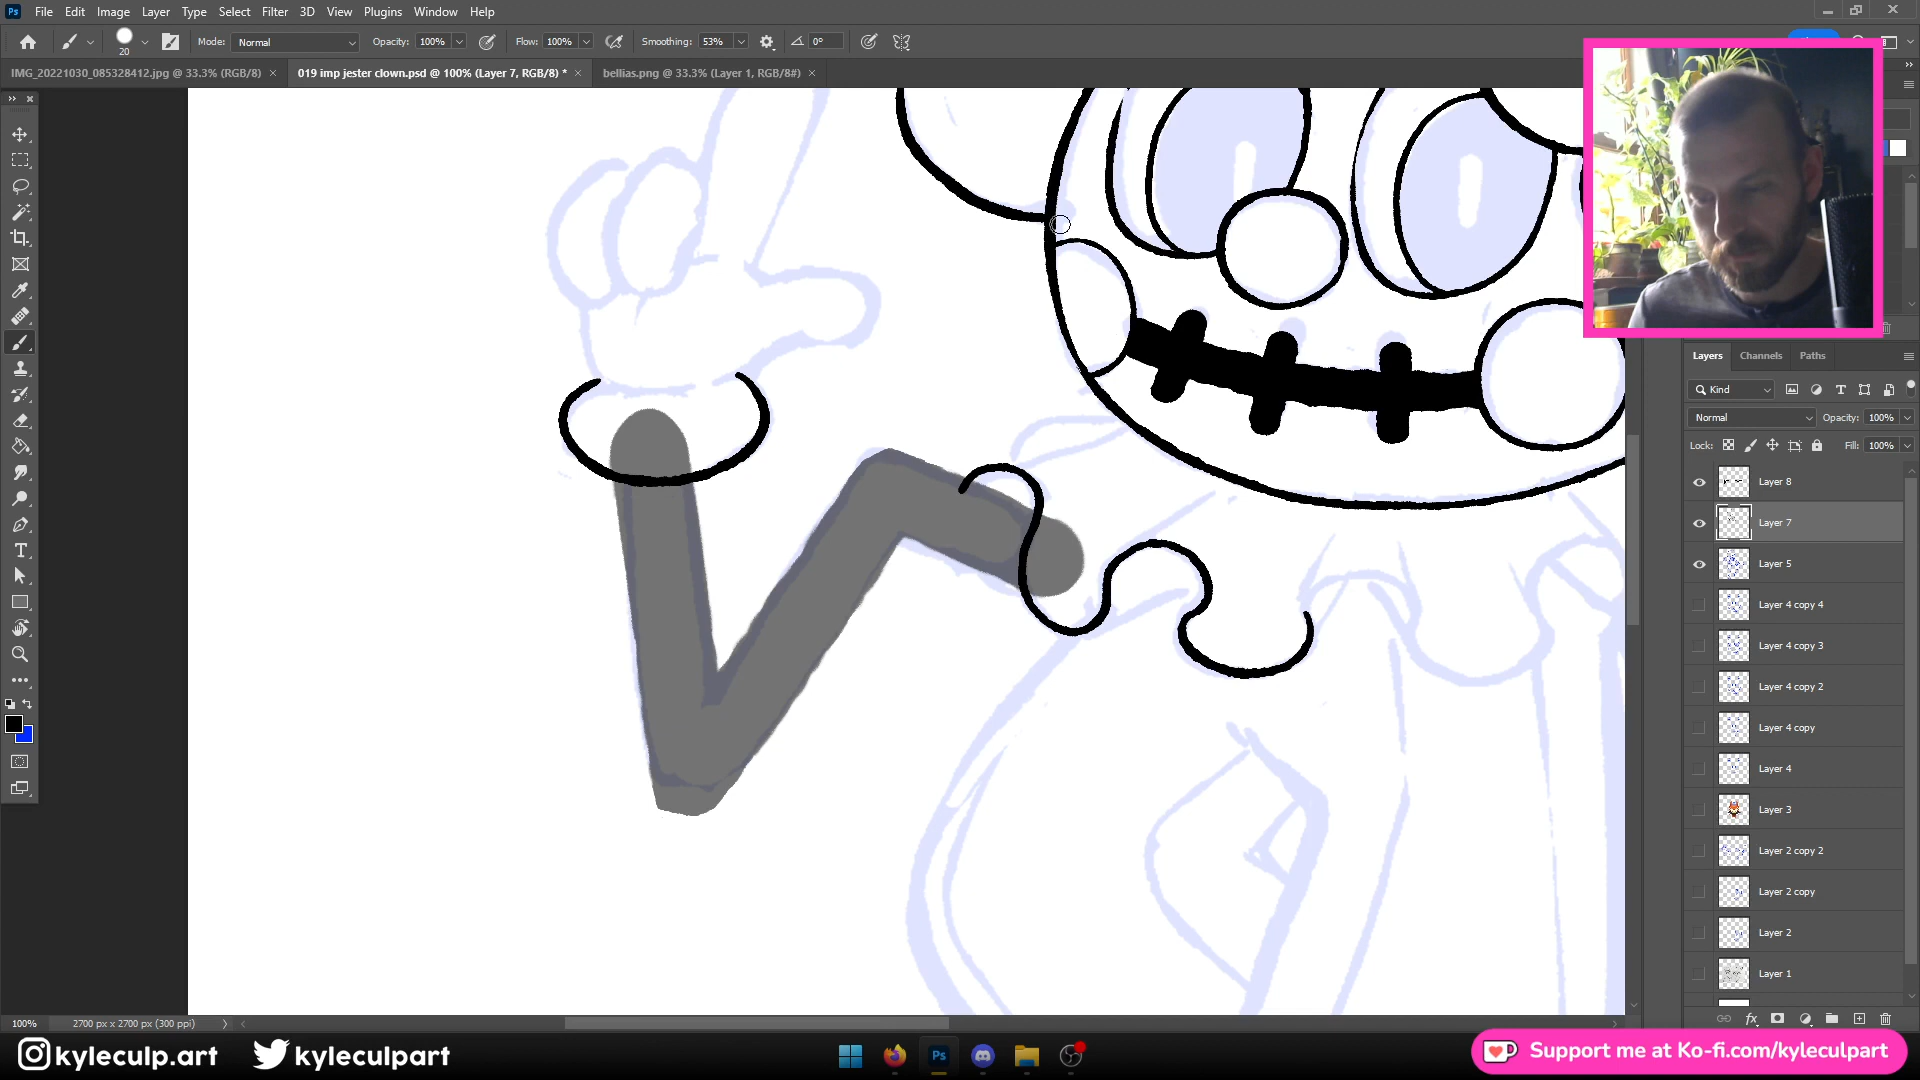 Ps File Edit Image Layer Type Select Filter 3D View Plugins Window Help
20 Mode: Normal Opacity: 100% Flow: 100% Smoothing: 53% 0°
IMG_20221030_085328412.jpg @ 33.3% (RGB/8) × 019 imp jester clown.psd @ 100% (Layer 7, RGB/8) * × bellias.png @ 33.3% (Layer 1, RGB/8#) ×
Layers Channels Paths
Kind
Normal Opacity: 100%
Lock: Fill: 100%
Layer 8
Layer 7
Layer 5
Layer 4 copy 4
Layer 4 copy 3
Layer 4 copy 2
Layer 4 copy
Layer 4
Layer 3
Layer 2 copy 2
Layer 2 copy
Layer 2
Layer 1
100% 2700 px x 2700 px (300 ppi)
kyleculp.art kyleculpart
Ps
Support me at Ko-fi.com/kyleculpart